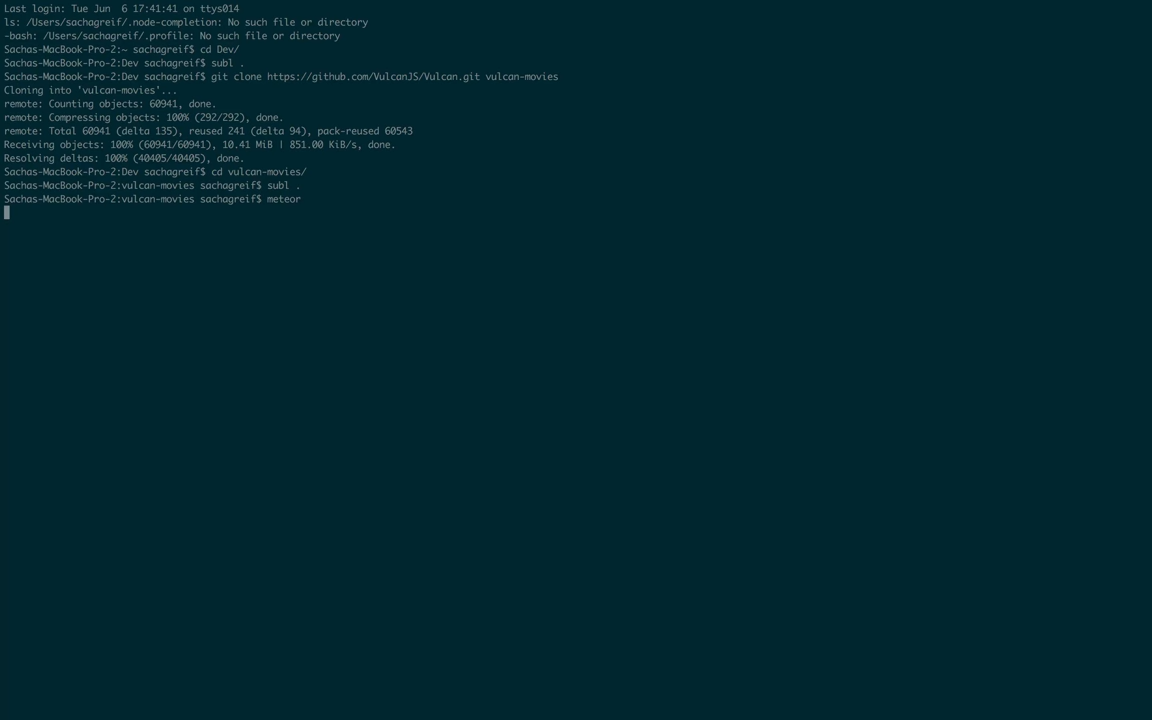 Last login: Tue Jun  6 17:41:41 on ttys014
ls: /Users/sachagreif/.node-completion: No such file or directory
-bash: /Users/sachagreif/.profile: No such file or directory
Sachas-MacBook-Pro-2:~ sachagreif$ cd Dev/
Sachas-MacBook-Pro-2:Dev sachagreif$ subl .
Sachas-MacBook-Pro-2:Dev sachagreif$ git clone https://github.com/VulcanJS/Vulcan.git vulcan-movies
Cloning into 'vulcan-movies'...
remote: Counting objects: 60941, done.
remote: Compressing objects: 100% (292/292), done.
remote: Total 60941 (delta 135), reused 241 (delta 94), pack-reused 60543
Receiving objects: 100% (60941/60941), 10.41 MiB | 851.00 KiB/s, done.
Resolving deltas: 100% (40405/40405), done.
Sachas-MacBook-Pro-2:Dev sachagreif$ cd vulcan-movies/
Sachas-MacBook-Pro-2:vulcan-movies sachagreif$ subl .
Sachas-MacBook-Pro-2:vulcan-movies sachagreif$ meteor